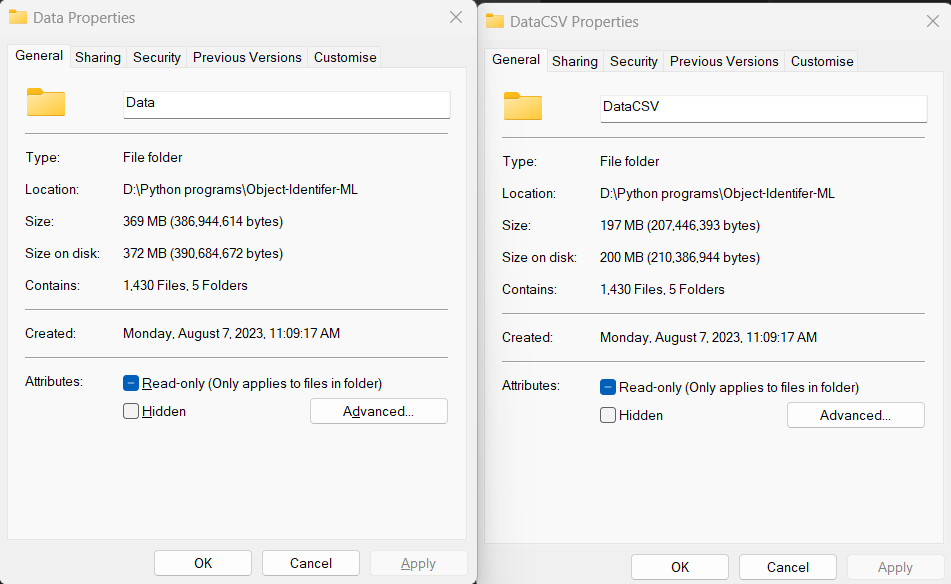 Data Properties
General Sharing Security Previous Versions Customise
Data
Type: File folder
Location: D:\Python programs\Object-Identifer-ML
Size: 369 MB (386,944,614 bytes)
Size on disk: 372 MB (390,684,672 bytes)
Contains: 1,430 Files, 5 Folders
Created: Monday, August 7, 2023, 11:09:17 AM
Attributes: Read-only (Only applies to files in folder)
Hidden Advanced...
OK Cancel Apply
DataCSV Properties
General Sharing Security Previous Versions Customise
DataCSV
Type: File folder
Location: D:\Python programs\Object-Identifer-ML
Size: 197 MB (207,446,393 bytes)
Size on disk: 200 MB (210,386,944 bytes)
Contains: 1,430 Files, 5 Folders
Created: Monday, August 7, 2023, 11:09:17 AM
Attributes: Read-only (Only applies to files in folder)
Hidden Advanced...
OK Cancel Apply